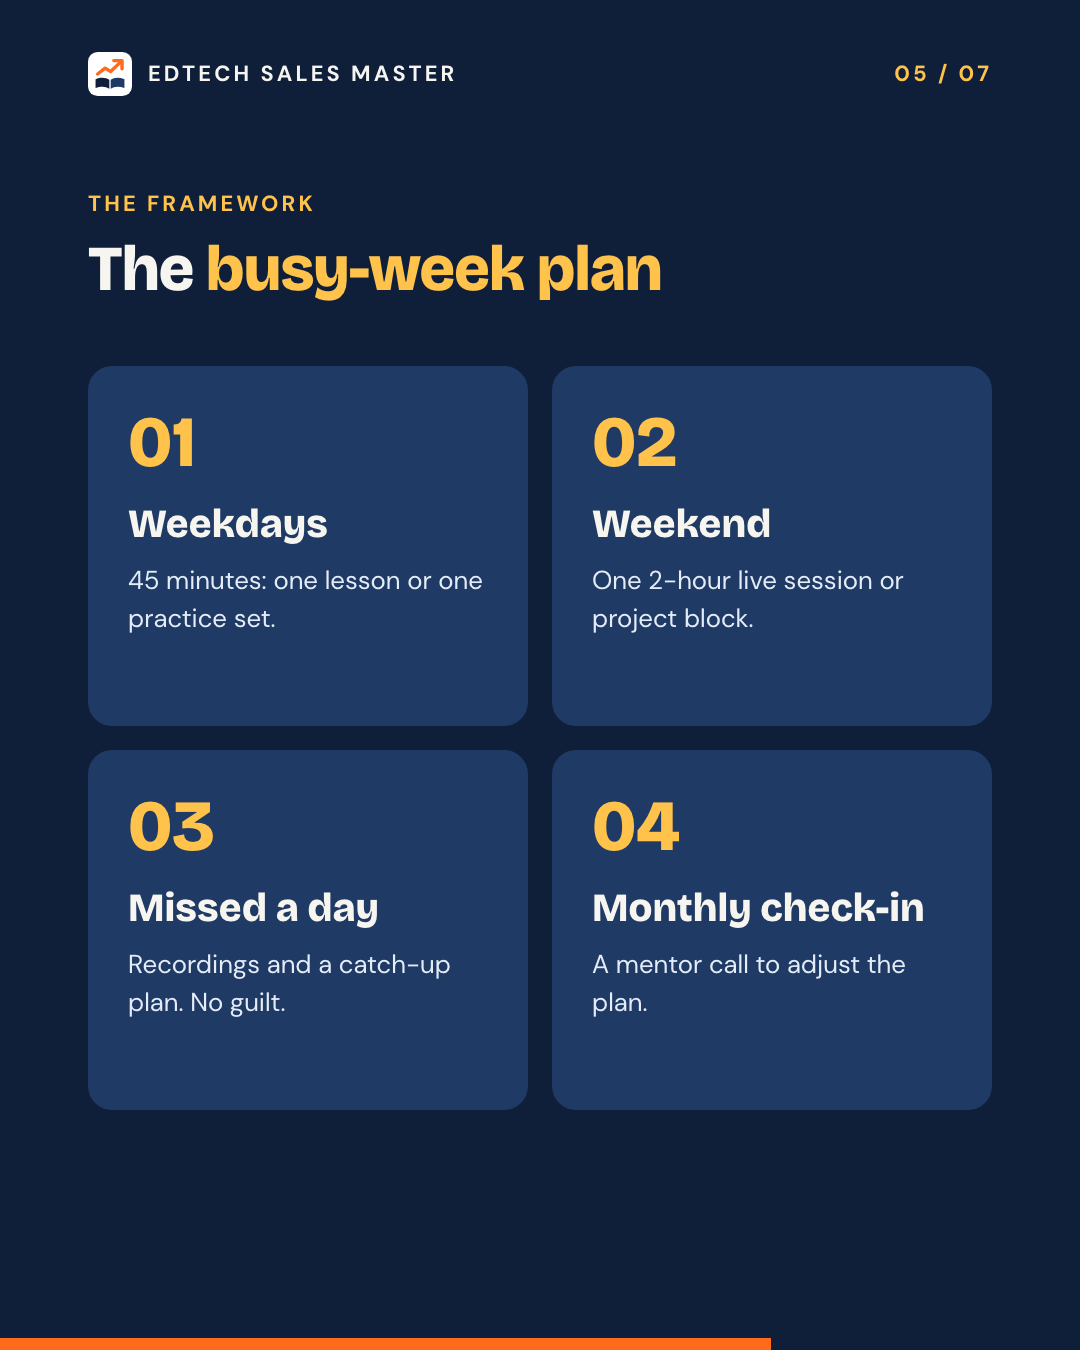 EDTECH SALES MASTER
05 / 07
THE FRAMEWORK
The busy-week plan
01
Weekdays
45 minutes: one lesson or one
practice set.
02
Weekend
One 2-hour live session or
project block.
03
Missed a day
Recordings and a catch-up
plan. No guilt.
04
Monthly check-in
A mentor call to adjust the
plan.